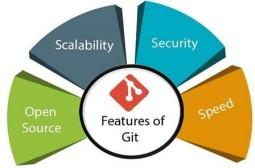 Scalability
Security
Open
Source
Speed
Features of
Git